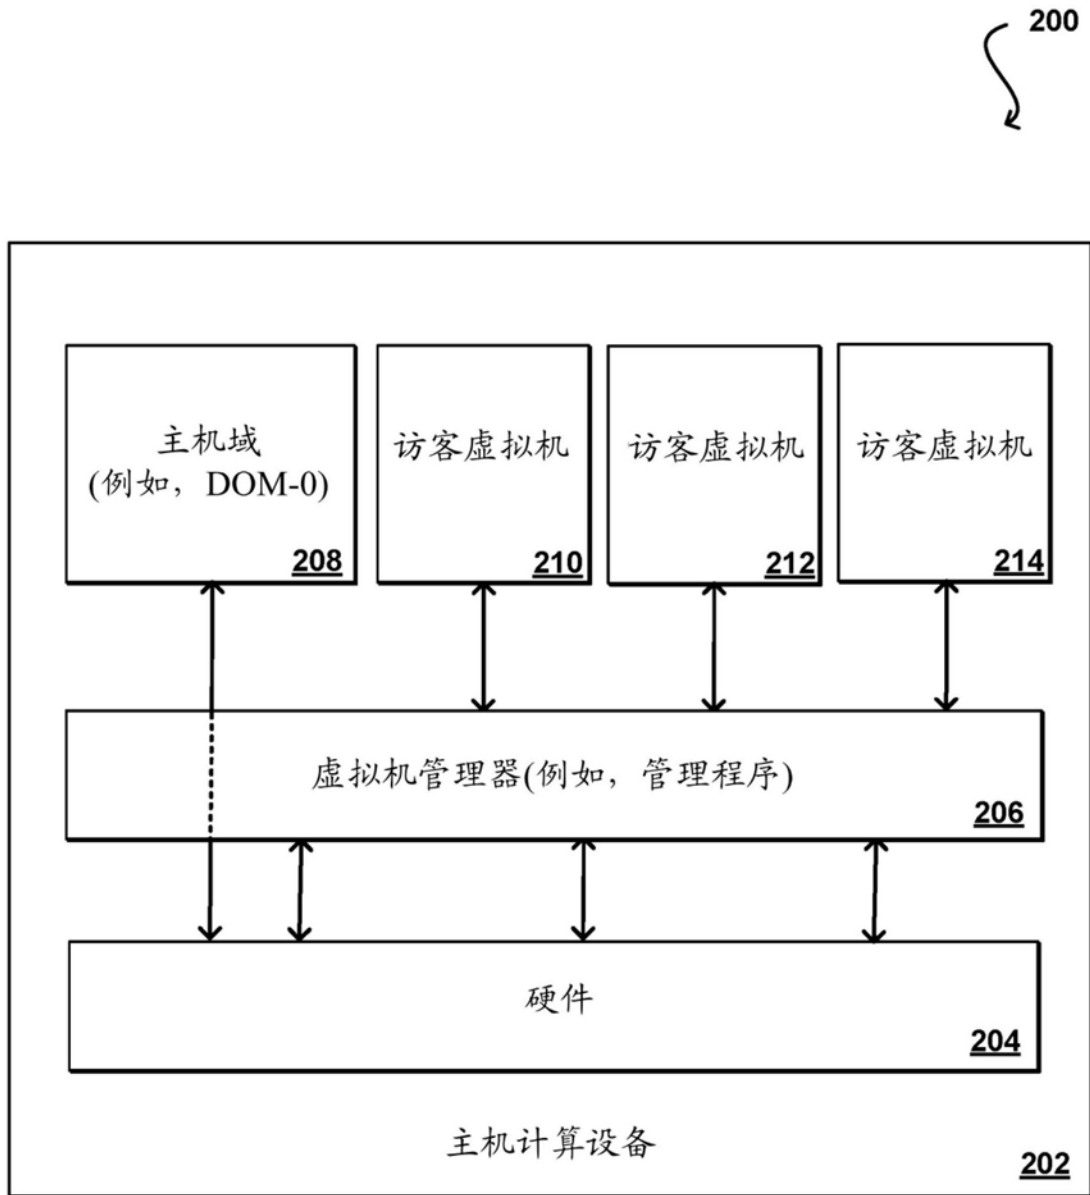 200
主机域
(例如，DOM-0)
208
访客虚拟机
210
访客虚拟机
212
访客虚拟机
214
虚拟机管理器(例如，管理程序)
206
硬件
204
主机计算设备
202